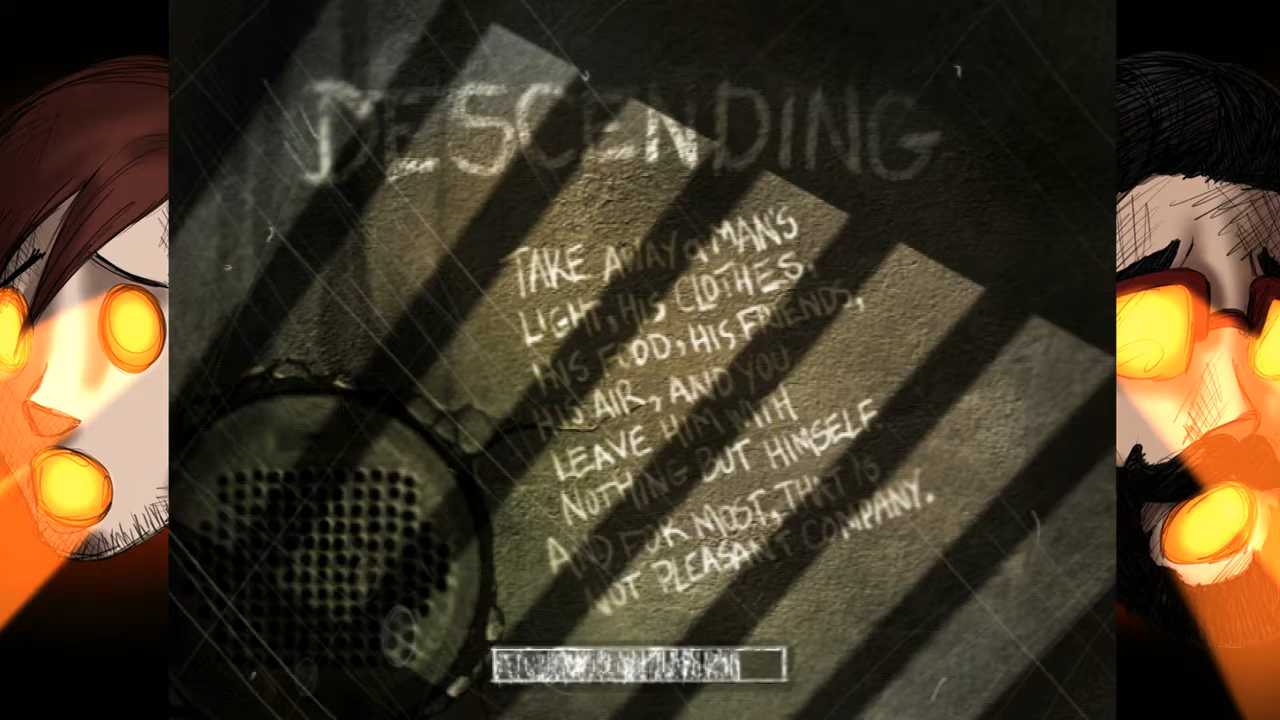 DESCENDING
TAKE AWAY a MAN'S
LIGHT, HIS CLOTHES,
HIS FOOD, HIS FRIENDS,
HIS AIR, AND YOU
LEAVE HIM WITH
NOTHING BUT HIMSELF.
AND FOR MOST, THAT IS
NOT PLEASANT COMPANY.